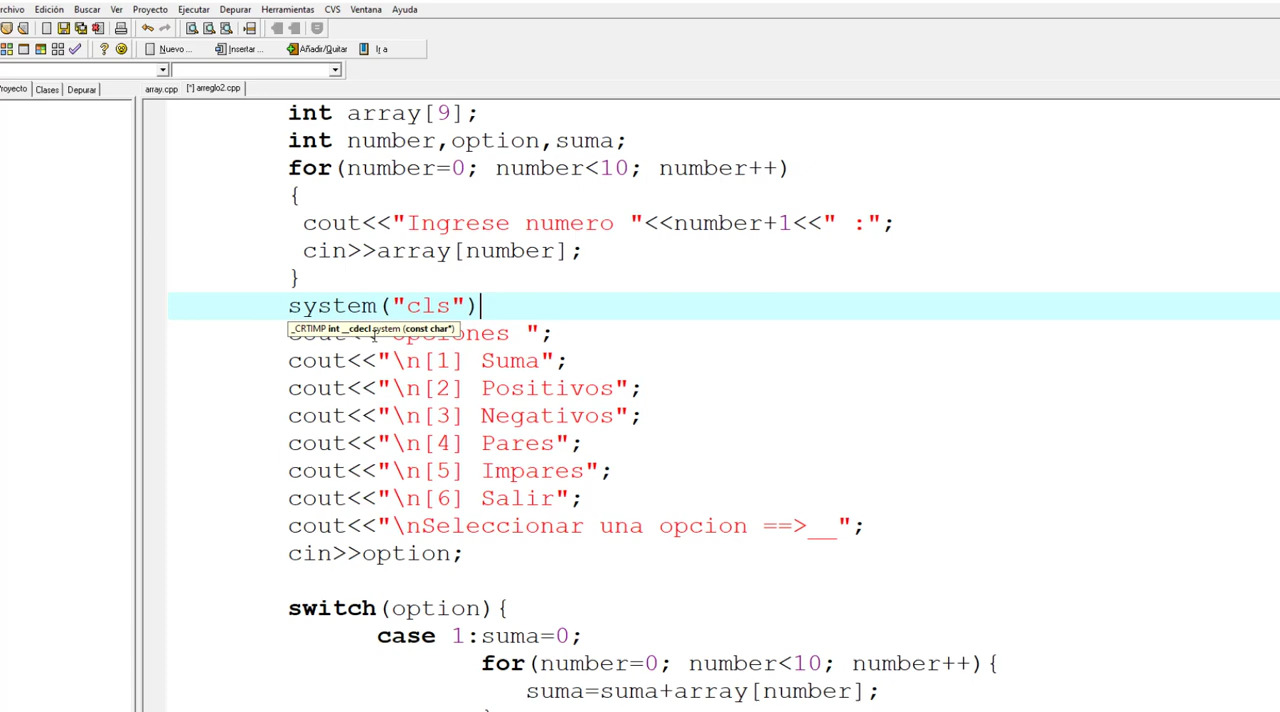 rchivo Edición Buscar Ver Proyecto Ejecutar Depurar Herramientas CVS Ventana Ayuda
Nuevo ... Insertar ... Añadir/Quitar Ir a
royecto Clases Depurar array.cpp [*] arreglo2.cpp
int array[9];
int number,option,suma;
for(number=0; number<10; number++)
{
cout<<"Ingrese numero "<<number+1<<" :";
cin>>array[number];
}
system("cls")
_CRTIMP int __cdecl system (const char*)
cout<<"opciones ";
cout<<"\n[1] Suma";
cout<<"\n[2] Positivos";
cout<<"\n[3] Negativos";
cout<<"\n[4] Pares";
cout<<"\n[5] Impares";
cout<<"\n[6] Salir";
cout<<"\nSeleccionar una opcion ==>__";
cin>>option;
switch(option){
case 1:suma=0;
for(number=0; number<10; number++){
suma=suma+array[number];